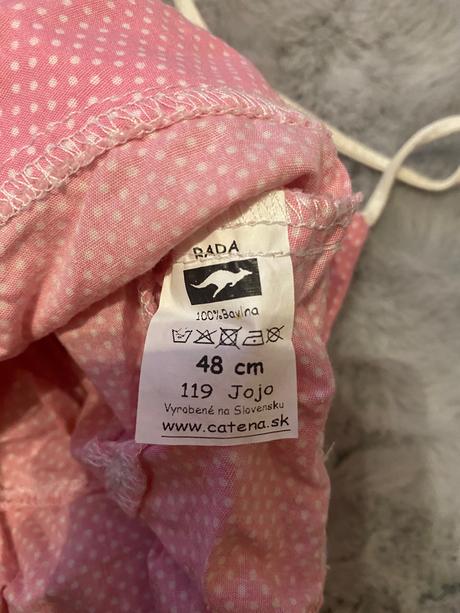 RADA
100%Bavlna
48 cm
119 Jojo
Vyrobené na Slovensku
www.catena.sk